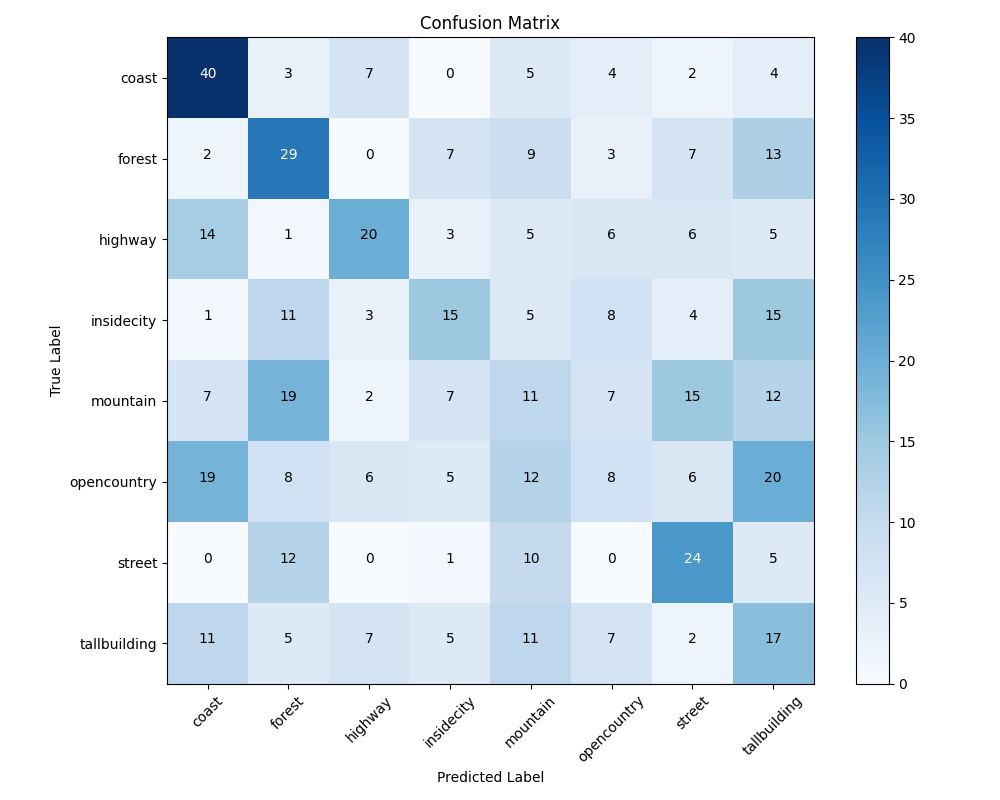 Confusion Matrix
coast 40 3 7 0 5 4 2 4
forest 2 29 0 7 9 3 7 13
highway 14 1 20 3 5 6 6 5
insidecity 1 11 3 15 5 8 4 15
mountain 7 19 2 7 11 7 15 12
opencountry 19 8 6 5 12 8 6 20
street 0 12 0 1 10 0 24 5
tallbuilding 11 5 7 5 11 7 2 17
coast forest highway insidecity mountain opencountry street tallbuilding
Predicted Label
True Label
40
35
30
25
20
15
10
5
0